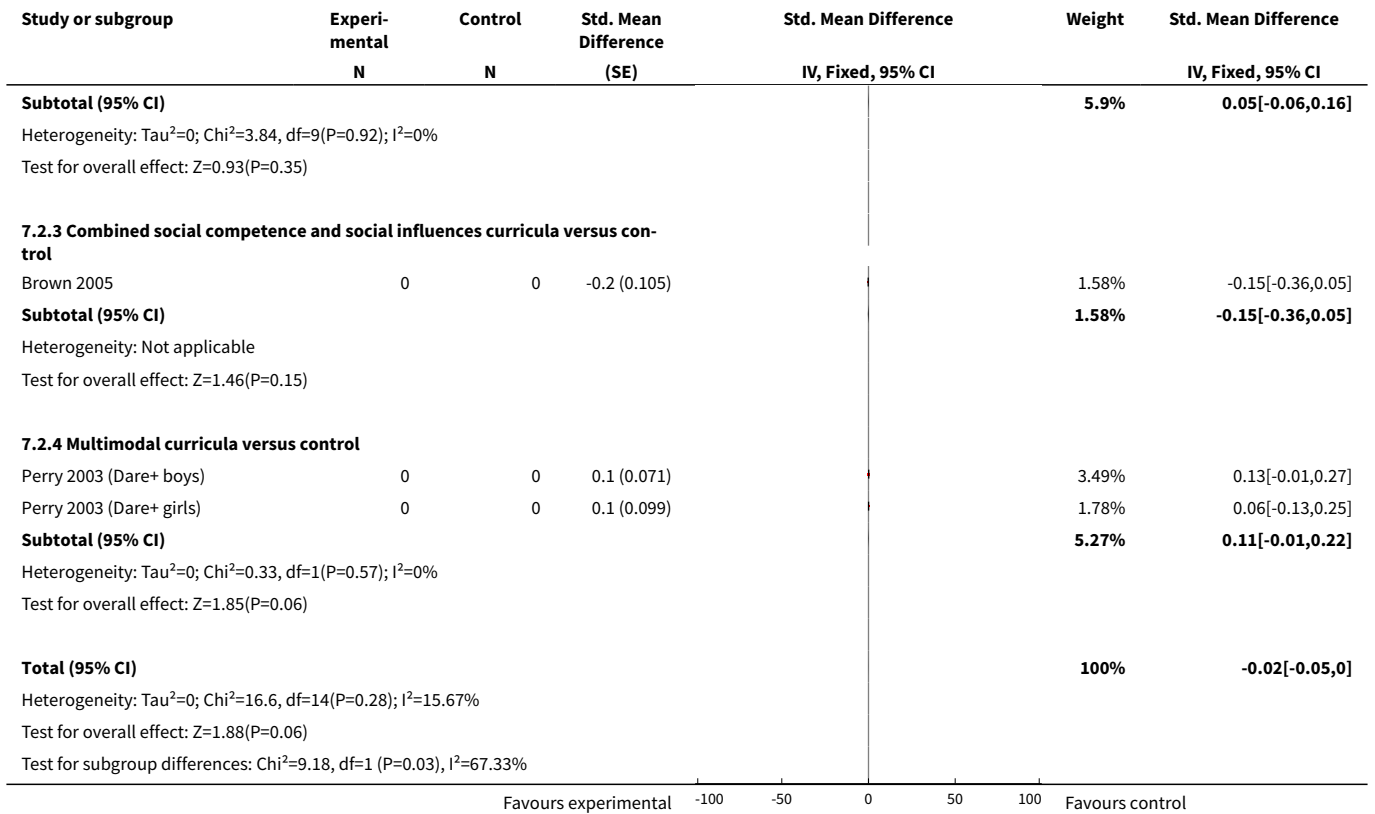 Study or subgroup Experi- Control Std. Mean Std. Mean Difference Weight Std. Mean Difference
mental Difference
N N (SE) IV, Fixed, 95% CI IV, Fixed, 95% CI
Subtotal (95% CI) 5.9% 0.05[-0.06,0.16]
Heterogeneity: Tau²=0; Chi²=3.84, df=9(P=0.92); I²=0%
Test for overall effect: Z=0.93(P=0.35)
7.2.3 Combined social competence and social influences curricula versus con-
trol
Brown 2005 0 0 -0.2 (0.105) 1.58% -0.15[-0.36,0.05]
Subtotal (95% CI) 1.58% -0.15[-0.36,0.05]
Heterogeneity: Not applicable
Test for overall effect: Z=1.46(P=0.15)
7.2.4 Multimodal curricula versus control
Perry 2003 (Dare+ boys) 0 0 0.1 (0.071) 3.49% 0.13[-0.01,0.27]
Perry 2003 (Dare+ girls) 0 0 0.1 (0.099) 1.78% 0.06[-0.13,0.25]
Subtotal (95% CI) 5.27% 0.11[-0.01,0.22]
Heterogeneity: Tau²=0; Chi²=0.33, df=1(P=0.57); I²=0%
Test for overall effect: Z=1.85(P=0.06)
Total (95% CI) 100% -0.02[-0.05,0]
Heterogeneity: Tau²=0; Chi²=16.6, df=14(P=0.28); I²=15.67%
Test for overall effect: Z=1.88(P=0.06)
Test for subgroup differences: Chi²=9.18, df=1 (P=0.03), I²=67.33%
Favours experimental -100 -50 0 50 100 Favours control